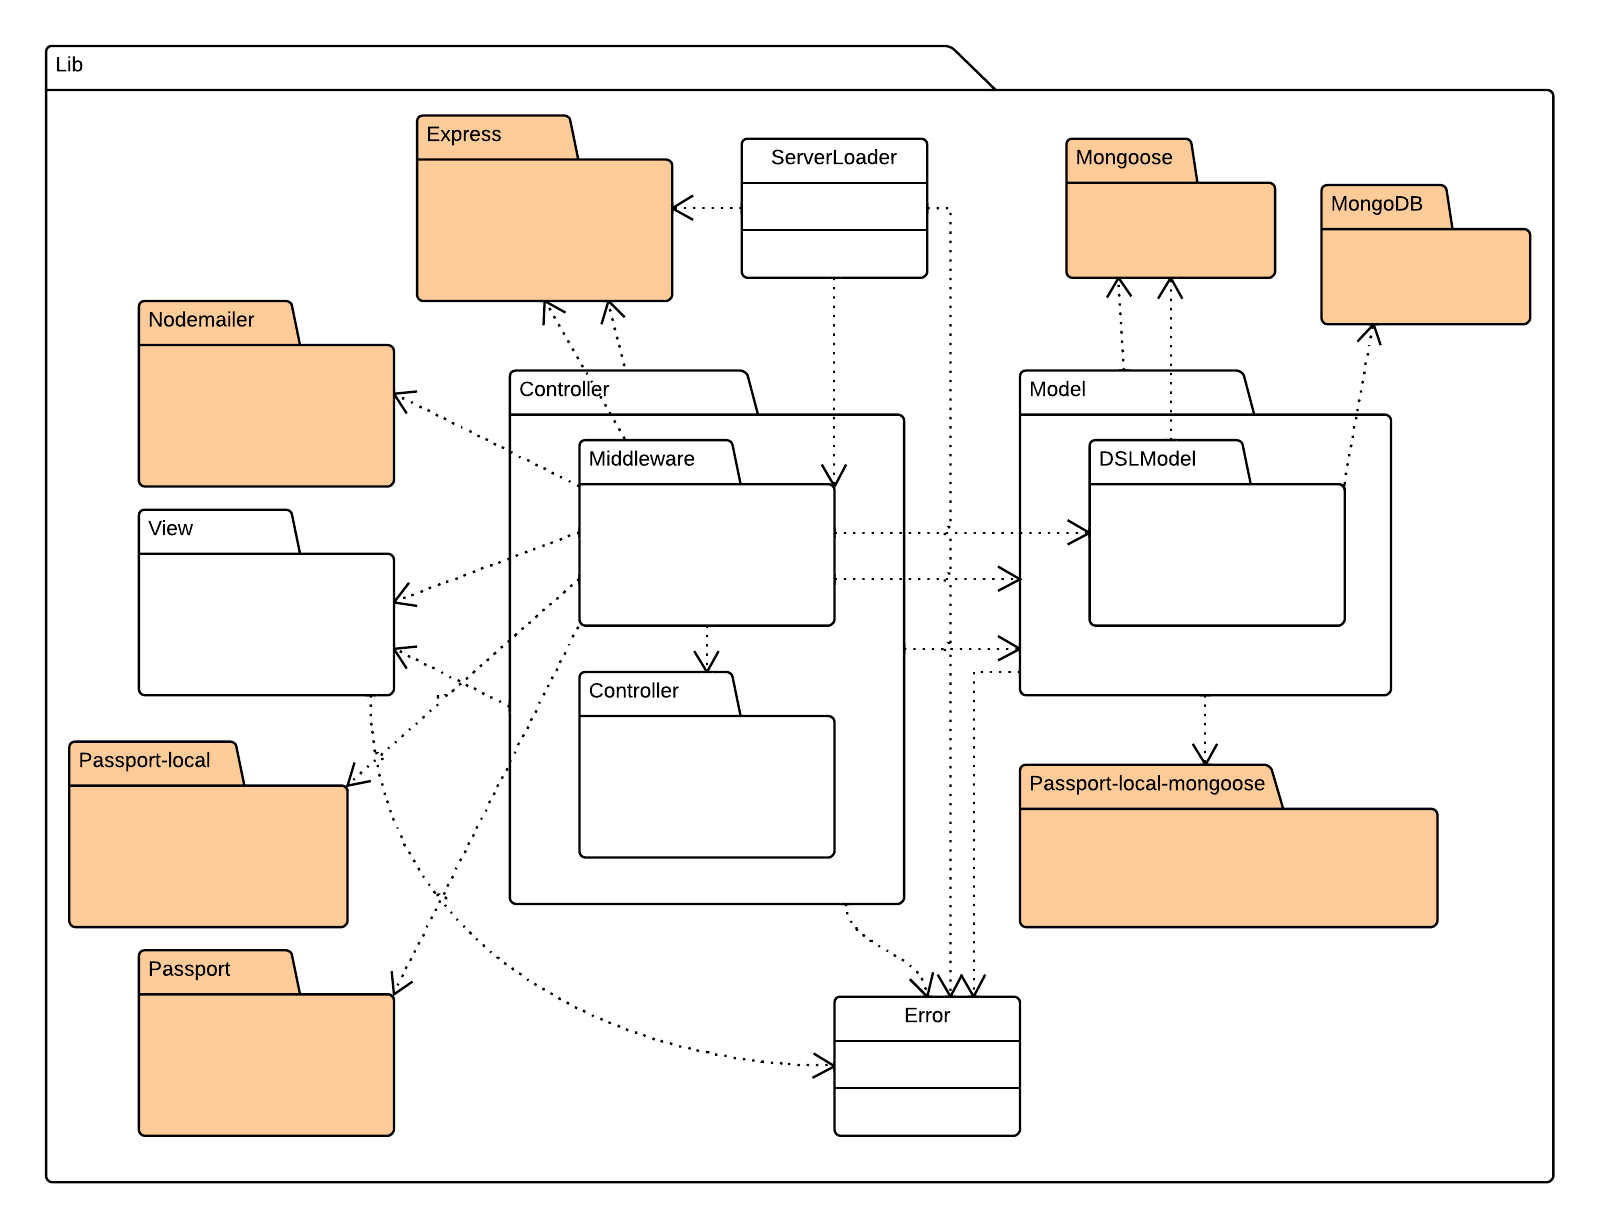 Lib
Express
ServerLoader
Mongoose
MongoDB
Nodemailer
Controller
Model
Middleware
DSLModel
View
Controller
Passport-local
Passport-local-mongoose
Passport
Error